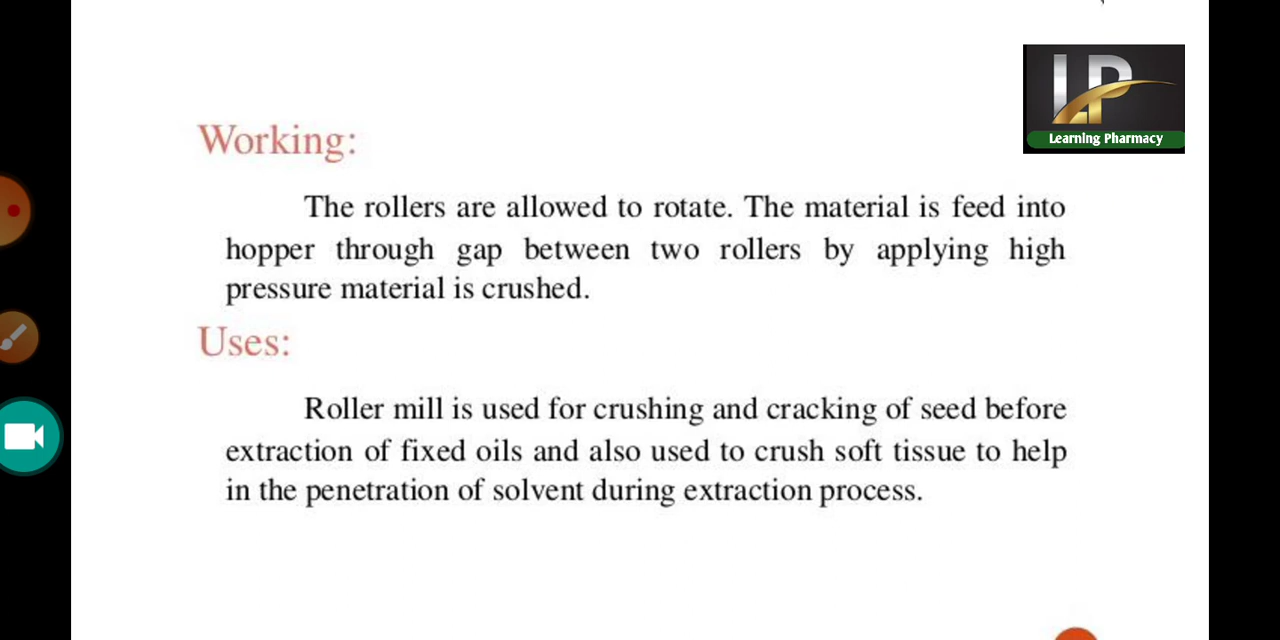 LP
Learning Pharmacy
Working:
The rollers are allowed to rotate. The material is feed into
hopper through gap between two rollers by applying high
pressure material is crushed.
Uses:
Roller mill is used for crushing and cracking of seed before
extraction of fixed oils and also used to crush soft tissue to help
in the penetration of solvent during extraction process.